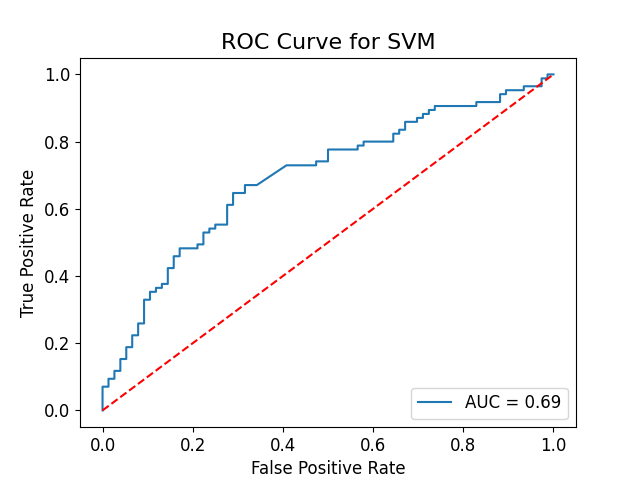 ROC Curve for SVM
1.0
0.8
0.6
0.4
0.2
0.0
True Positive Rate
AUC = 0.69
0.0 0.2 0.4 0.6 0.8 1.0
False Positive Rate